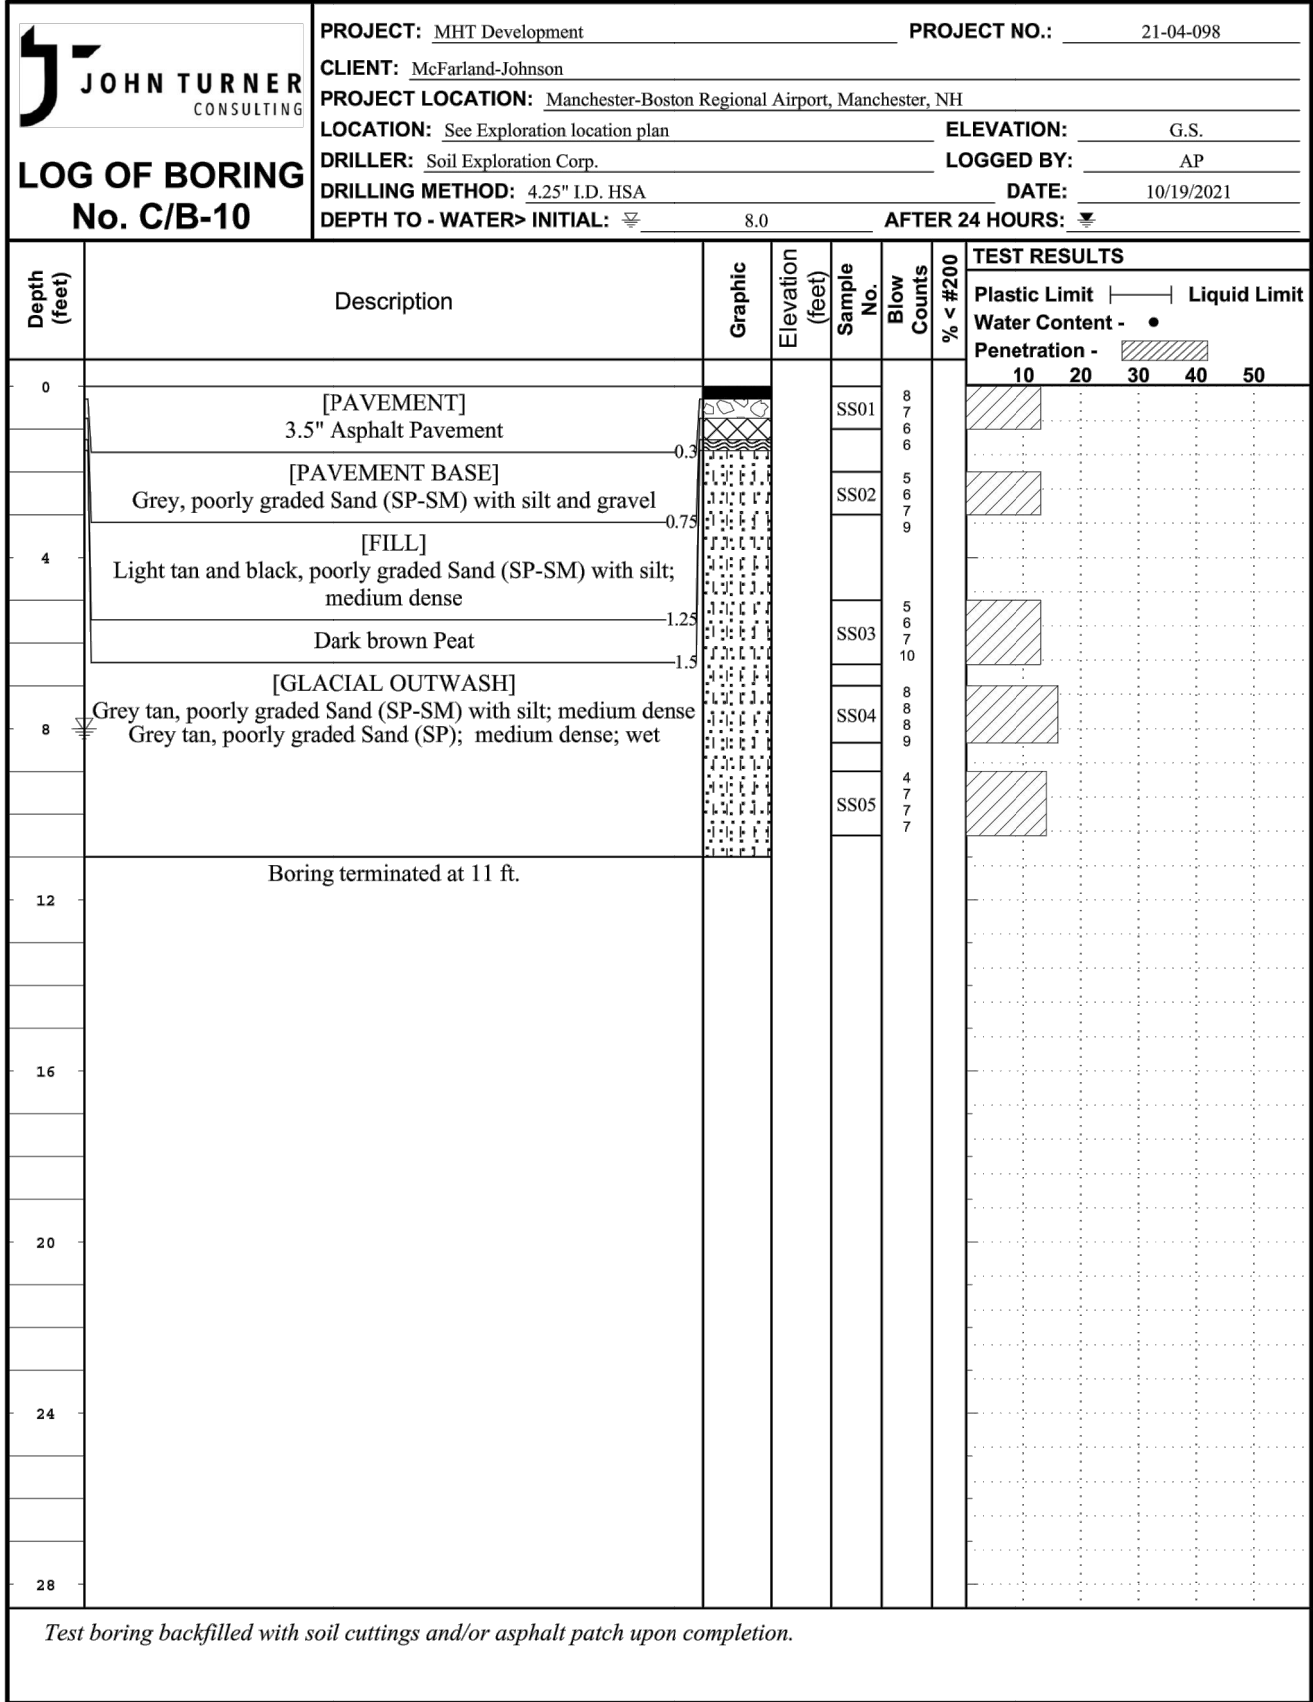 JOHN TURNER
CONSULTING
LOG OF BORING
No. C/B-10
PROJECT: MHT Development PROJECT NO.: 21-04-098
CLIENT: McFarland-Johnson
PROJECT LOCATION: Manchester-Boston Regional Airport, Manchester, NH
LOCATION: See Exploration location plan ELEVATION: G.S.
DRILLER: Soil Exploration Corp. LOGGED BY: AP
DRILLING METHOD: 4.25" I.D. HSA DATE: 10/19/2021
DEPTH TO - WATER> INITIAL: 8.0 AFTER 24 HOURS:
Depth
(feet)
Description
Graphic
Elevation
(feet)
Sample
No.
Blow
Counts
% < #200
TEST RESULTS
Plastic Limit Liquid Limit
Water Content - ●
Penetration -
10 20 30 40 50
0
[PAVEMENT]
3.5" Asphalt Pavement
0.3
[PAVEMENT BASE]
Grey, poorly graded Sand (SP-SM) with silt and gravel
0.75
[FILL]
4
Light tan and black, poorly graded Sand (SP-SM) with silt;
medium dense
1.25
Dark brown Peat
1.5
[GLACIAL OUTWASH]
Grey tan, poorly graded Sand (SP-SM) with silt; medium dense
8
Grey tan, poorly graded Sand (SP); medium dense; wet
SS01
8
7
6
6
SS02
5
6
7
9
SS03
5
6
7
10
SS04
8
8
8
9
SS05
4
7
7
7
Boring terminated at 11 ft.
12
16
20
24
28
Test boring backfilled with soil cuttings and/or asphalt patch upon completion.